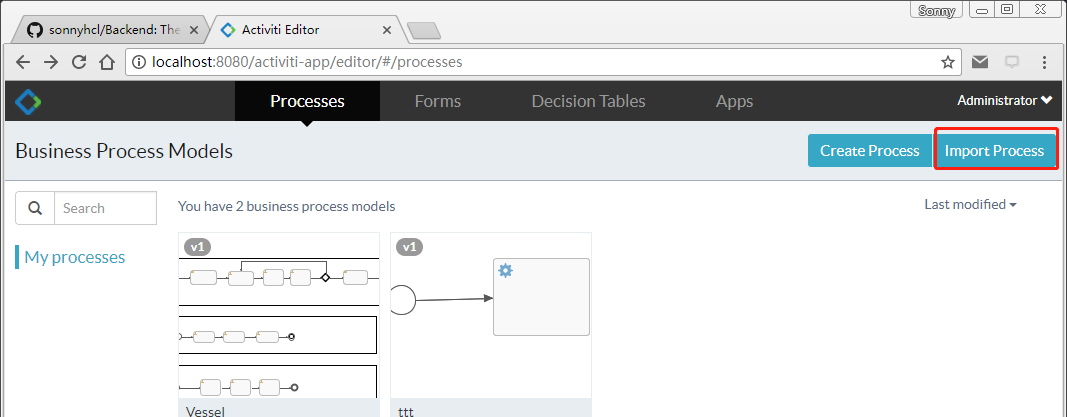 Sonny
sonnyhcl/Backend: The
Activiti Editor
localhost:8080/activiti-app/editor/#/processes
Processes Forms Decision Tables Apps Administrator
Business Process Models Create Process Import Process
Search You have 2 business process models Last modified
My processes
v1 v1
Vessel ttt